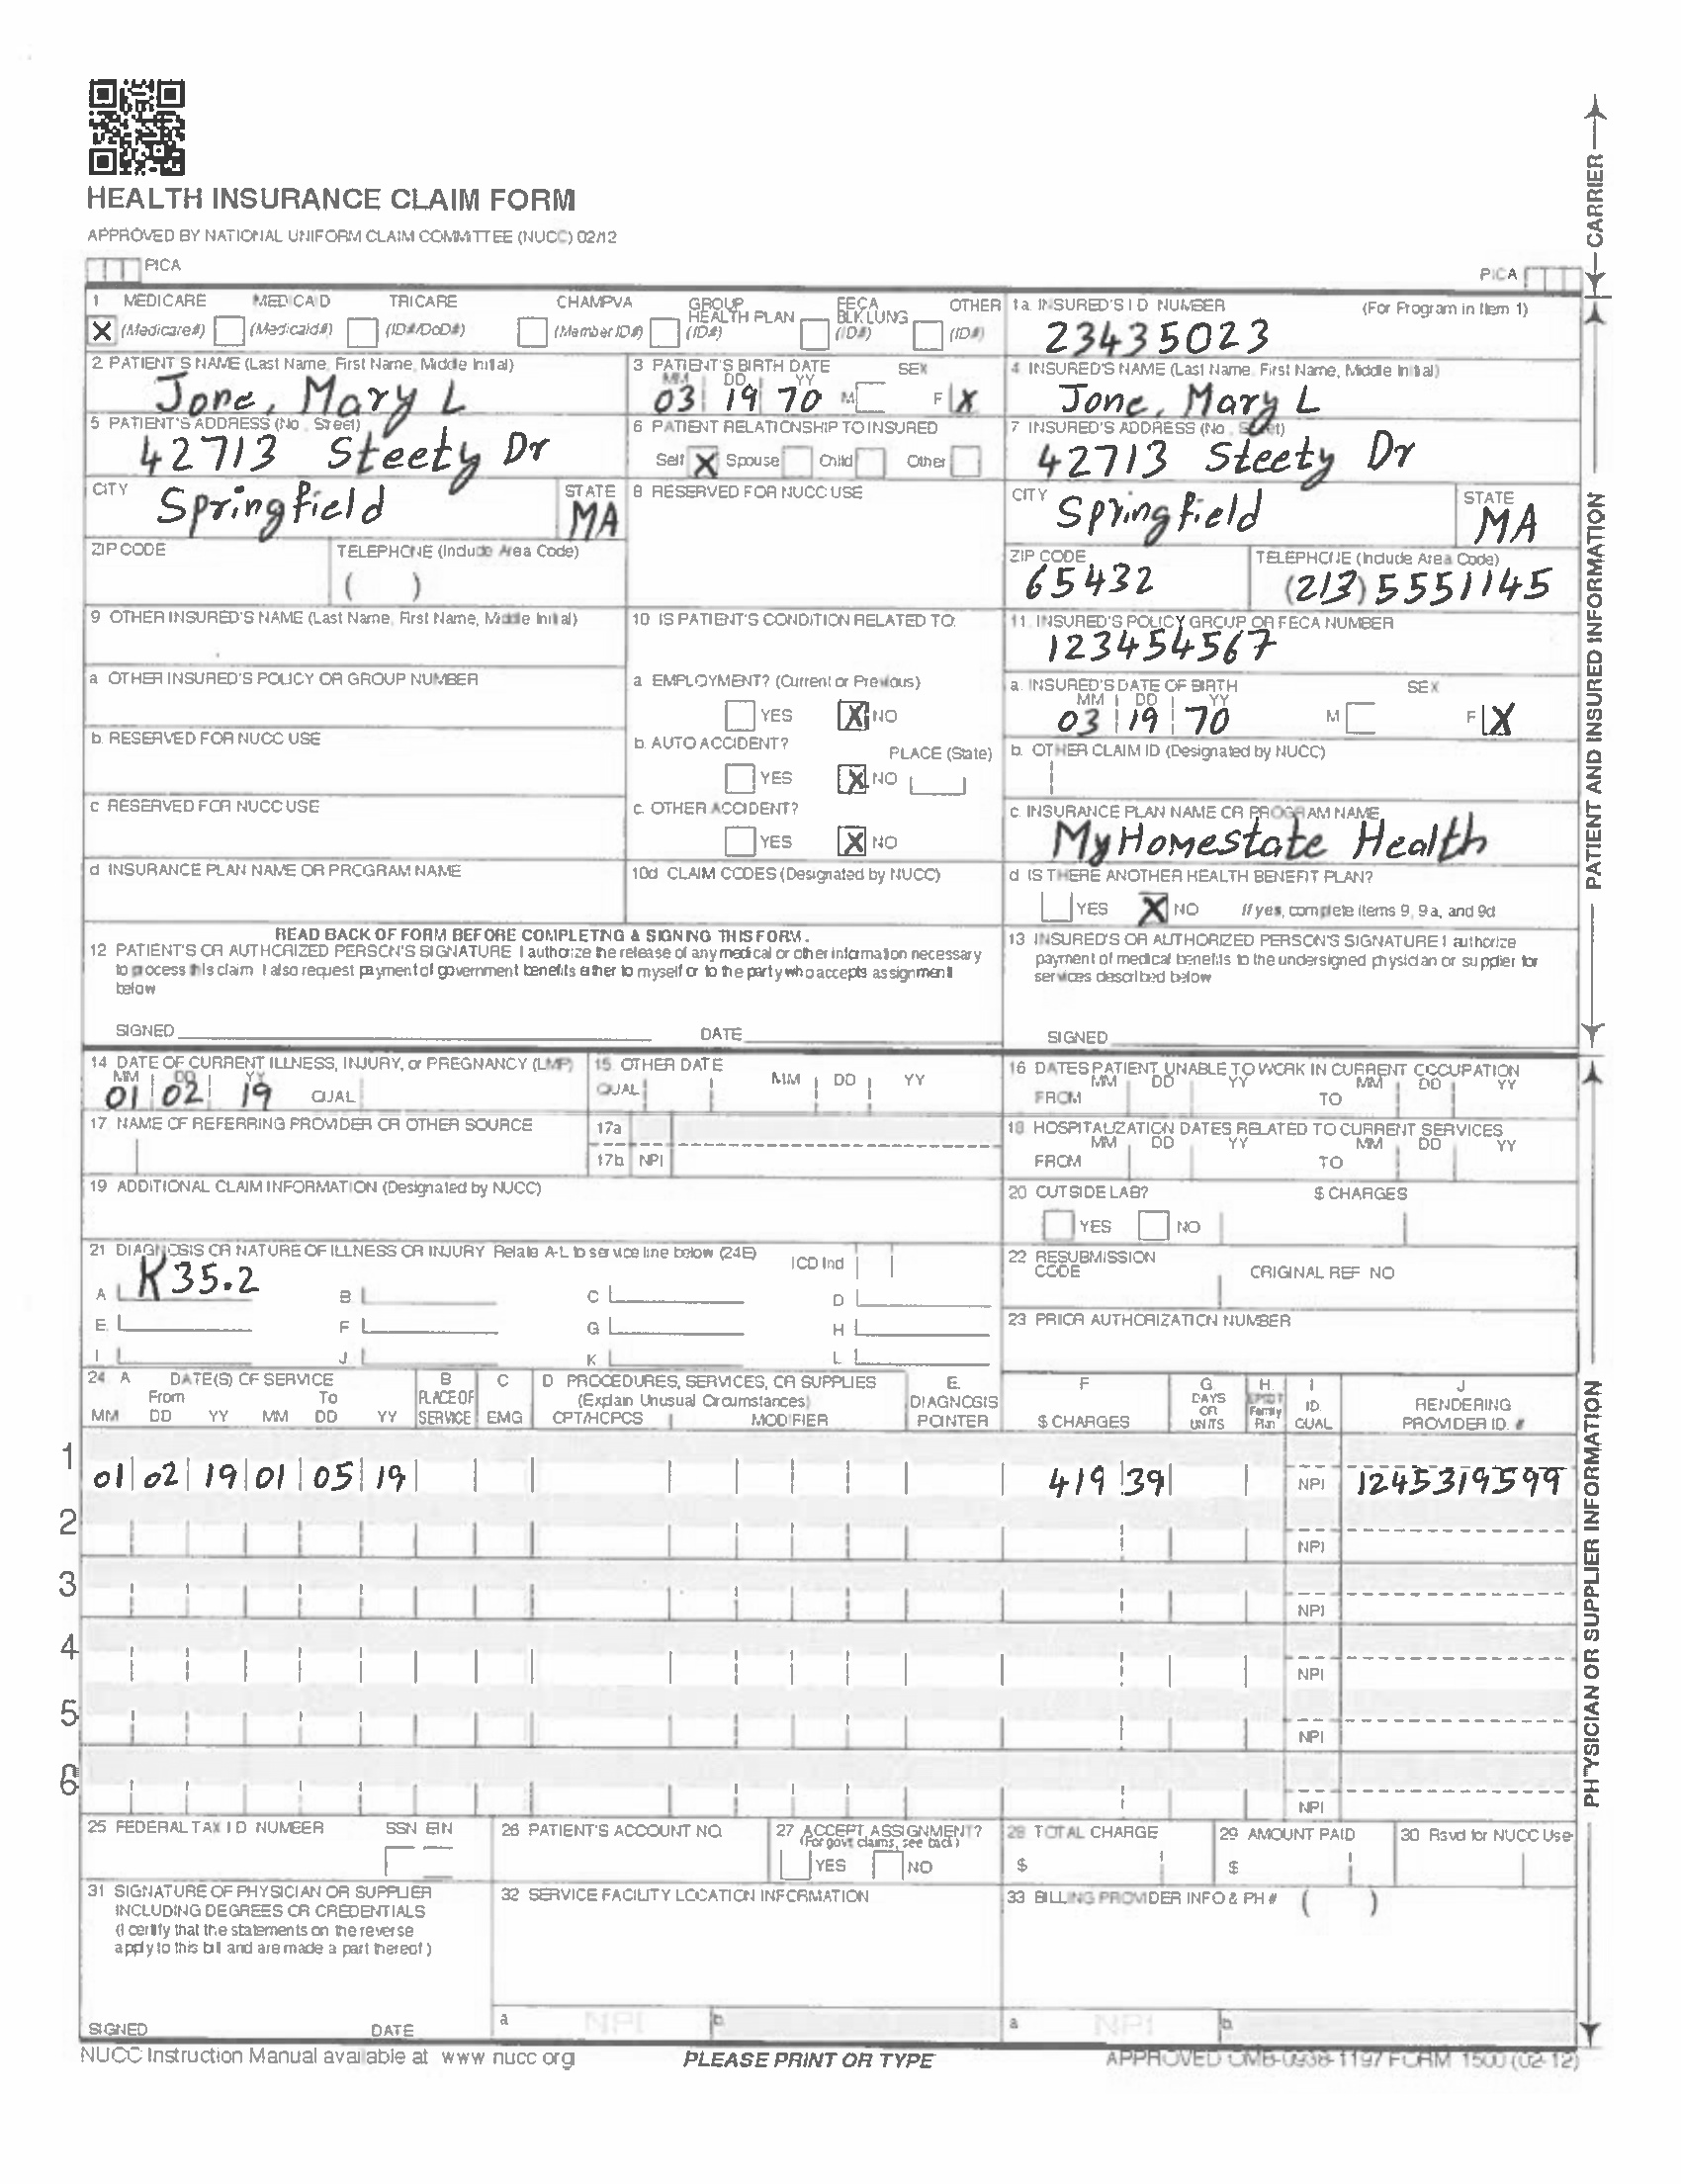 HEALTH INSURANCE CLAIM FORM
APPROVED BY NATIONAL UNIFORM CLAIM COMMITTEE (NUCC) 02/12
PICA PICA
CARRIER
1 MEDICARE MEDICAID TRICARE CHAMPVA GROUP HEALTH PLAN FECA BLK LUNG OTHER
X (Medicare#) (Medicaid#) (ID#/DoD#) (Member ID#) (ID#) (ID#) (ID#)
1a INSURED'S I D NUMBER (For Program in Item 1)
23435023
2 PATIENT S NAME (Last Name, First Name, Middle Initial)
Jone, Mary L
3 PATIENT'S BIRTH DATE SEX
MM DD YY
03 19 70 M F X
4 INSURED'S NAME (Last Name, First Name, Middle Initial)
Jone, Mary L
5 PATIENT'S ADDRESS (No , Street)
42713 Steety Dr
6 PATIENT RELATIONSHIP TO INSURED
Self X Spouse Child Other
7 INSURED'S ADDRESS (No , Street)
42713 Steety Dr
CITY STATE
Springfield MA
8 RESERVED FOR NUCC USE
CITY STATE
Springfield MA
ZIP CODE TELEPHONE (Include Area Code)
( )
ZIP CODE TELEPHONE (Include Area Code)
65432 (213) 5551145
9 OTHER INSURED'S NAME (Last Name, First Name, Middle Initial)
10 IS PATIENT'S CONDITION RELATED TO:
11. INSURED'S POLICY GROUP OR FECA NUMBER
123454567
a OTHER INSURED'S POLICY OR GROUP NUMBER
a EMPLOYMENT? (Current or Previous)
YES X NO
a. INSURED'S DATE OF BIRTH SEX
MM DD YY
03 19 70 M F X
b. RESERVED FOR NUCC USE
b. AUTO ACCIDENT? PLACE (State)
YES X NO
b. OTHER CLAIM ID (Designated by NUCC)
c RESERVED FOR NUCC USE
c. OTHER ACCIDENT?
YES X NO
c INSURANCE PLAN NAME OR PROGRAM NAME
MyHomestate Health
d INSURANCE PLAN NAME OR PROGRAM NAME
10d CLAIM CODES (Designated by NUCC)
d IS THERE ANOTHER HEALTH BENEFIT PLAN?
YES X NO If yes, complete items 9, 9a, and 9d
PATIENT AND INSURED INFORMATION
READ BACK OF FORM BEFORE COMPLETING & SIGNING THIS FORM.
12 PATIENT'S OR AUTHORIZED PERSON'S SIGNATURE I authorize the release of any medical or other information necessary
to process this claim I also request payment of government benefits either to myself or to the party who accepts assignment
below
SIGNED DATE
13 INSURED'S OR AUTHORIZED PERSON'S SIGNATURE I authorize
payment of medical benefits to the undersigned physician or supplier for
services described below
SIGNED
14 DATE OF CURRENT ILLNESS, INJURY, or PREGNANCY (LMP)
MM DD YY
01 02 19 QUAL
15 OTHER DATE
QUAL MM DD YY
16 DATES PATIENT UNABLE TO WORK IN CURRENT OCCUPATION
MM DD YY MM DD YY
FROM TO
17 NAME OF REFERRING PROVIDER OR OTHER SOURCE
17a
17b NPI
18 HOSPITALIZATION DATES RELATED TO CURRENT SERVICES
MM DD YY MM DD YY
FROM TO
19 ADDITIONAL CLAIM INFORMATION (Designated by NUCC)
20 OUTSIDE LAB? $ CHARGES
YES NO
21 DIAGNOSIS OR NATURE OF ILLNESS OR INJURY Relate A-L to service line below (24E) ICD Ind
A K35.2 B C D
E F G H
I J K L
22 RESUBMISSION
CODE ORIGINAL REF NO
23 PRIOR AUTHORIZATION NUMBER
24 A DATE(S) OF SERVICE B C D PROCEDURES, SERVICES, OR SUPPLIES E. F G H. I J
From To PLACE OF (Explain Unusual Circumstances) DIAGNOSIS DAYS OR EPSDT Family ID. RENDERING
MM DD YY MM DD YY SERVICE EMG CPT/HCPCS MODIFIER POINTER $ CHARGES UNITS Plan QUAL PROVIDER ID. #
1 01 02 19 01 05 19 419 39 NPI 1245319599
2 NPI
3 NPI
4 NPI
5 NPI
6 NPI
PHYSICIAN OR SUPPLIER INFORMATION
25 FEDERAL TAX I D NUMBER SSN EIN
26 PATIENT'S ACCOUNT NO.
27 ACCEPT ASSIGNMENT?
(For govt claims, see back)
YES NO
28 TOTAL CHARGE
$
29 AMOUNT PAID
$
30 Rsvd for NUCC Use
31 SIGNATURE OF PHYSICIAN OR SUPPLIER
INCLUDING DEGREES OR CREDENTIALS
(I certify that the statements on the reverse
apply to this bill and are made a part thereof )
SIGNED DATE
32 SERVICE FACILITY LOCATION INFORMATION
a NPI b
33 BILLING PROVIDER INFO & PH # ( )
a NPI b
NUCC Instruction Manual available at www nucc org
PLEASE PRINT OR TYPE
APPROVED OMB-0938-1197 FORM 1500 (02-12)